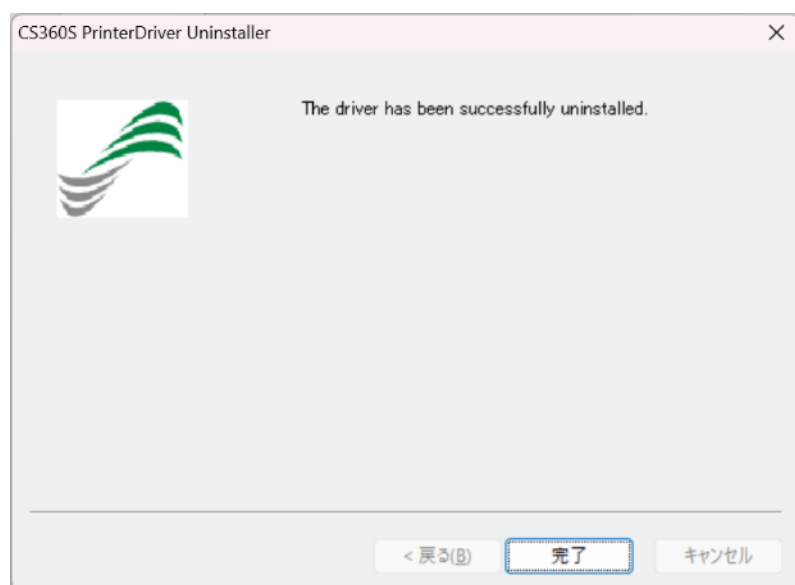 CS360S PrinterDriver Uninstaller
The driver has been successfully uninstalled.
< 戻る(B)
完了
キャンセル